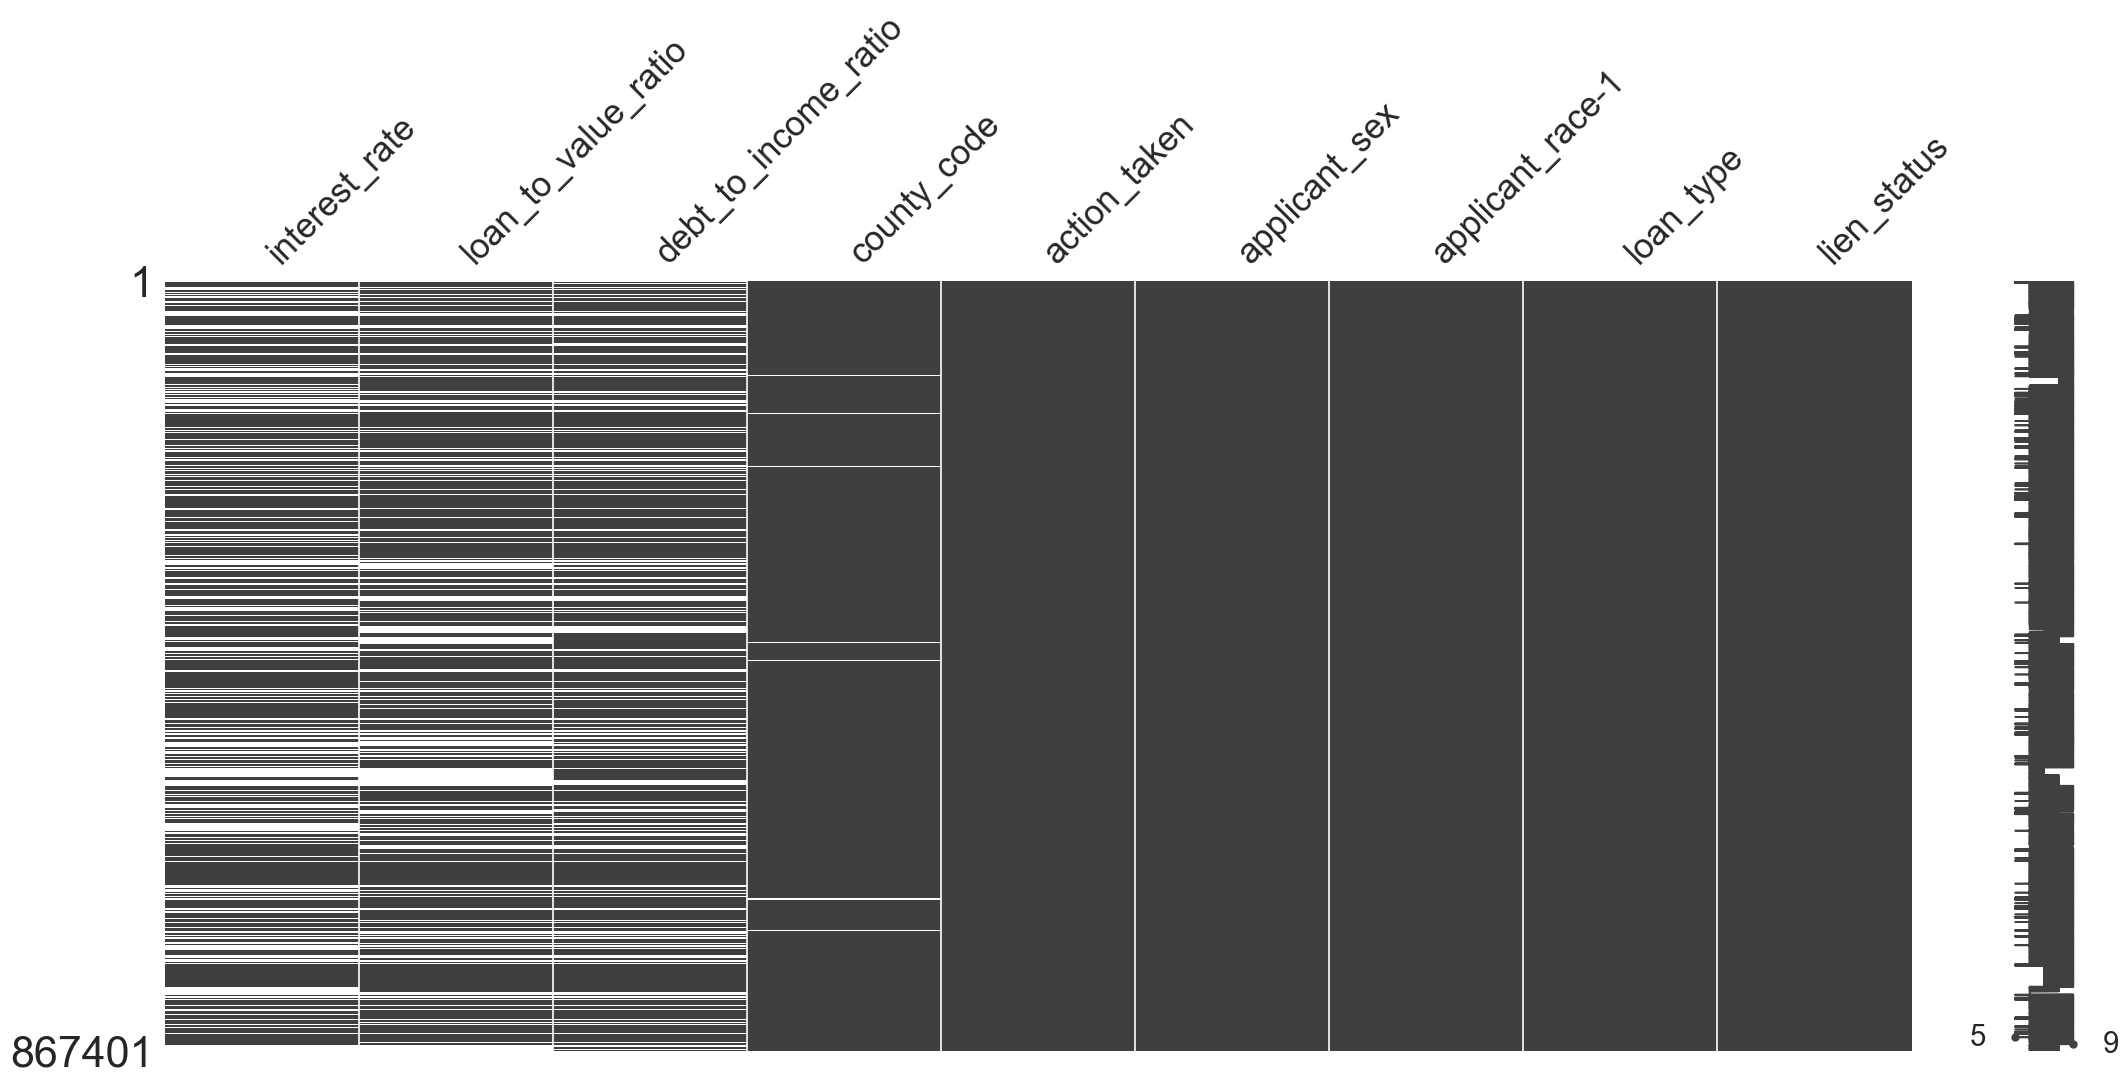 interest_rate
loan_to_value_ratio
debt_to_income_ratio
county_code
action_taken
applicant_sex
applicant_race-1
loan_type
lien_status
1
867401
5
9